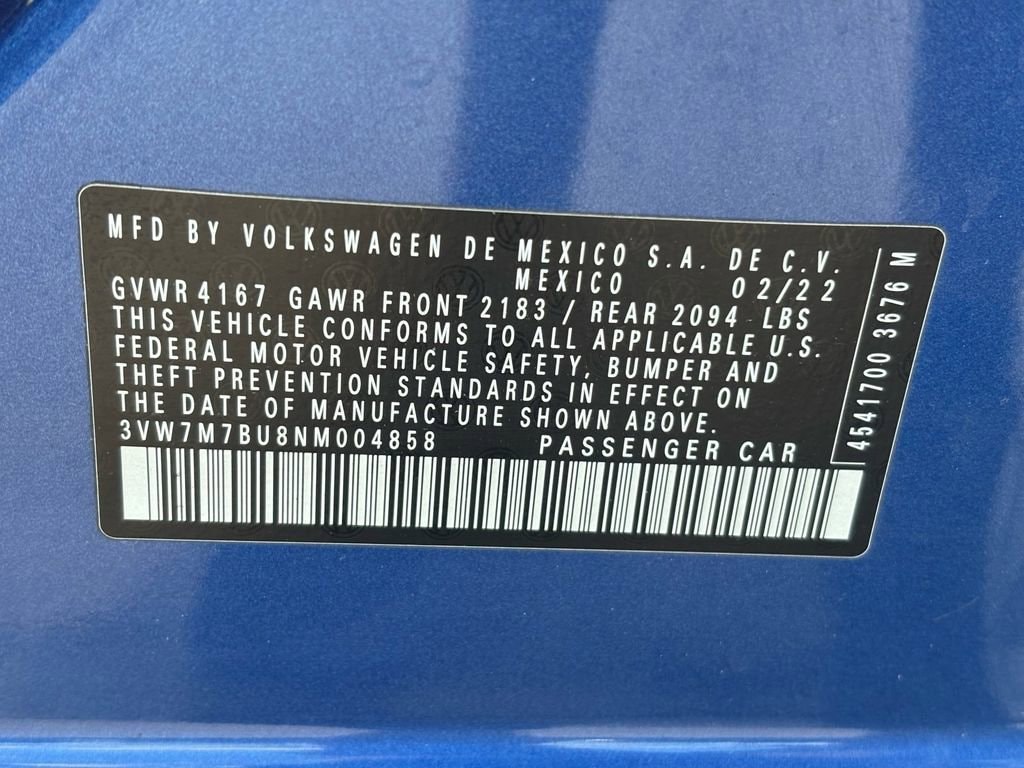 MFD BY VOLKSWAGEN DE MEXICO S.A. DE C.V.
MEXICO 02/22
GVWR 4167 GAWR FRONT 2183 / REAR 2094 LBS
THIS VEHICLE CONFORMS TO ALL APPLICABLE U.S.
FEDERAL MOTOR VEHICLE SAFETY, BUMPER AND
THEFT PREVENTION STANDARDS IN EFFECT ON
THE DATE OF MANUFACTURE SHOWN ABOVE.
3VW7M7BU8NM004858 PASSENGER CAR
4541700 3676 M